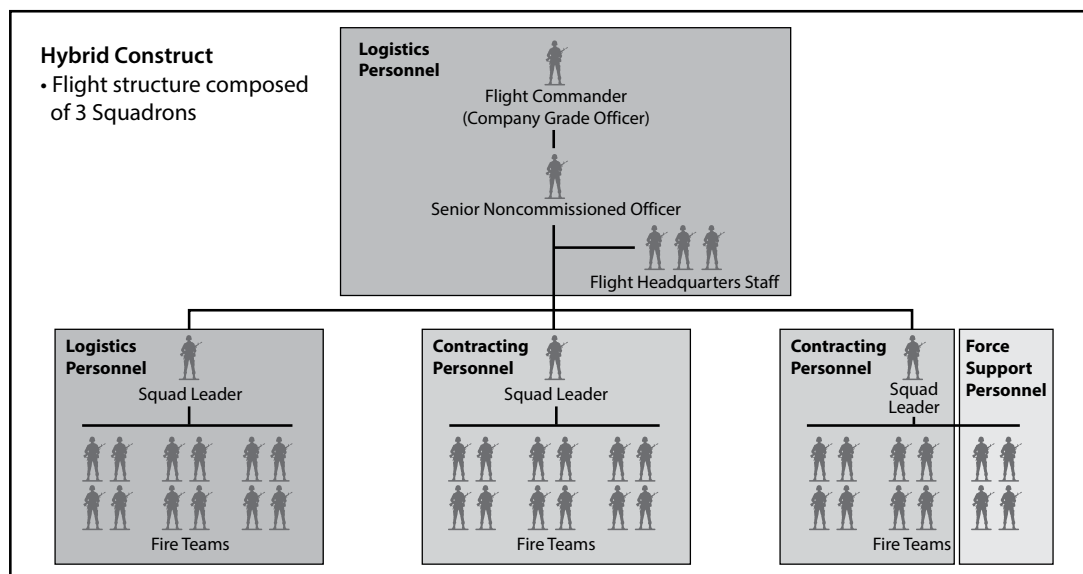 Hybrid Construct
• Flight structure composed
of 3 Squadrons
Logistics
Personnel
Flight Commander
(Company Grade Officer)
Senior Noncommissioned Officer
Flight Headquarters Staff
Logistics
Personnel
Squad Leader
Fire Teams
Contracting
Personnel
Squad Leader
Fire Teams
Contracting
Personnel
Squad
Leader
Fire Teams
Force
Support
Personnel